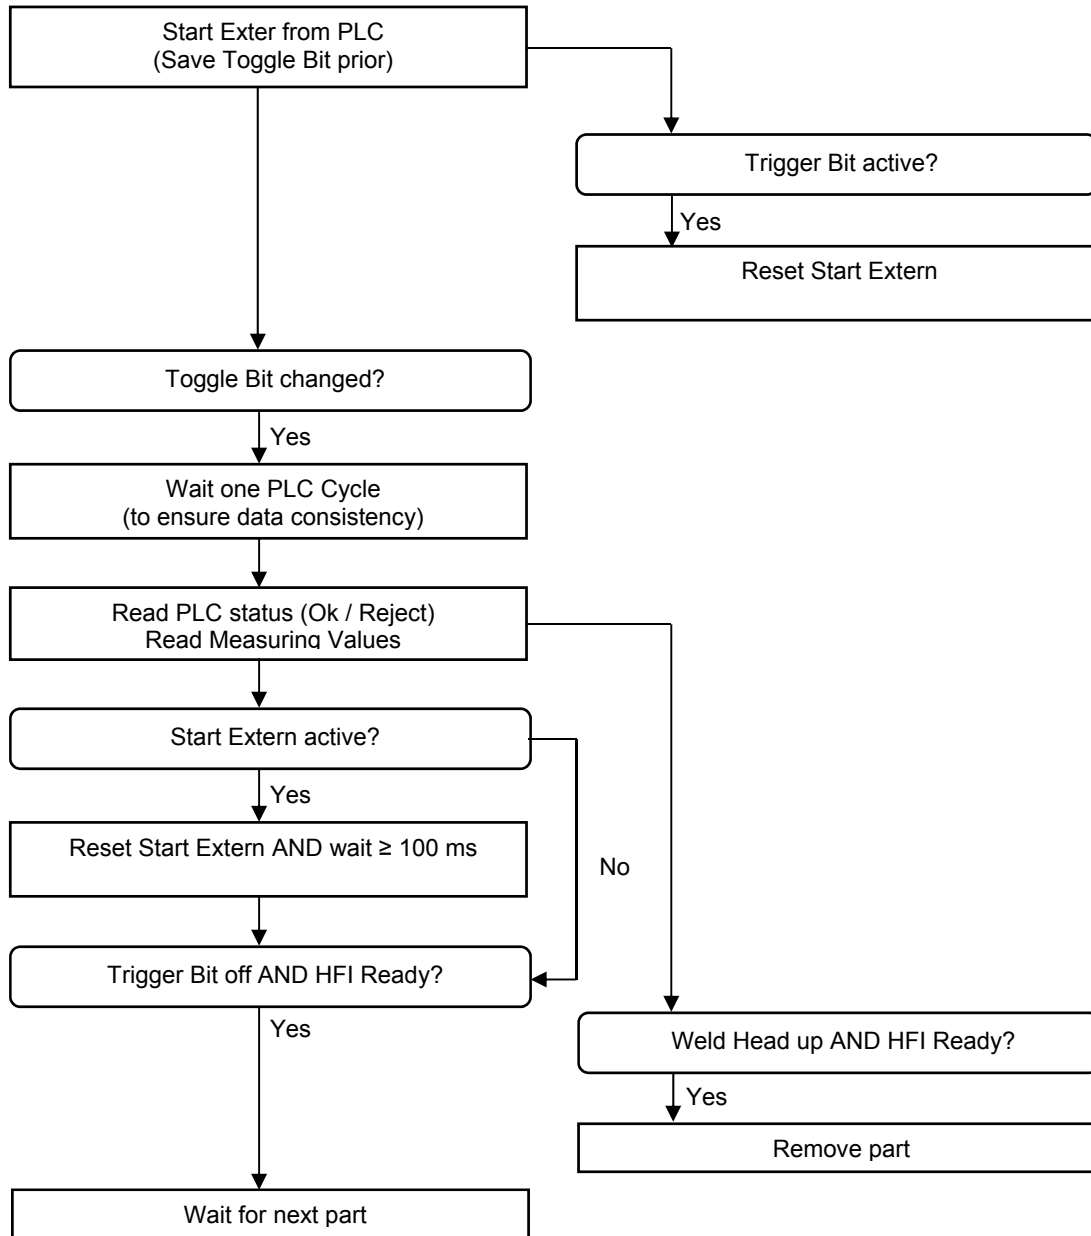 Start Exter from PLC
(Save Toggle Bit prior)
Trigger Bit active?
Yes
Reset Start Extern
Toggle Bit changed?
Yes
Wait one PLC Cycle
(to ensure data consistency)
Read PLC status (Ok / Reject)
Read Measuring Values
Start Extern active?
Yes
Reset Start Extern AND wait ≥ 100 ms
No
Trigger Bit off AND HFI Ready?
Yes
Weld Head up AND HFI Ready?
Yes
Remove part
Wait for next part